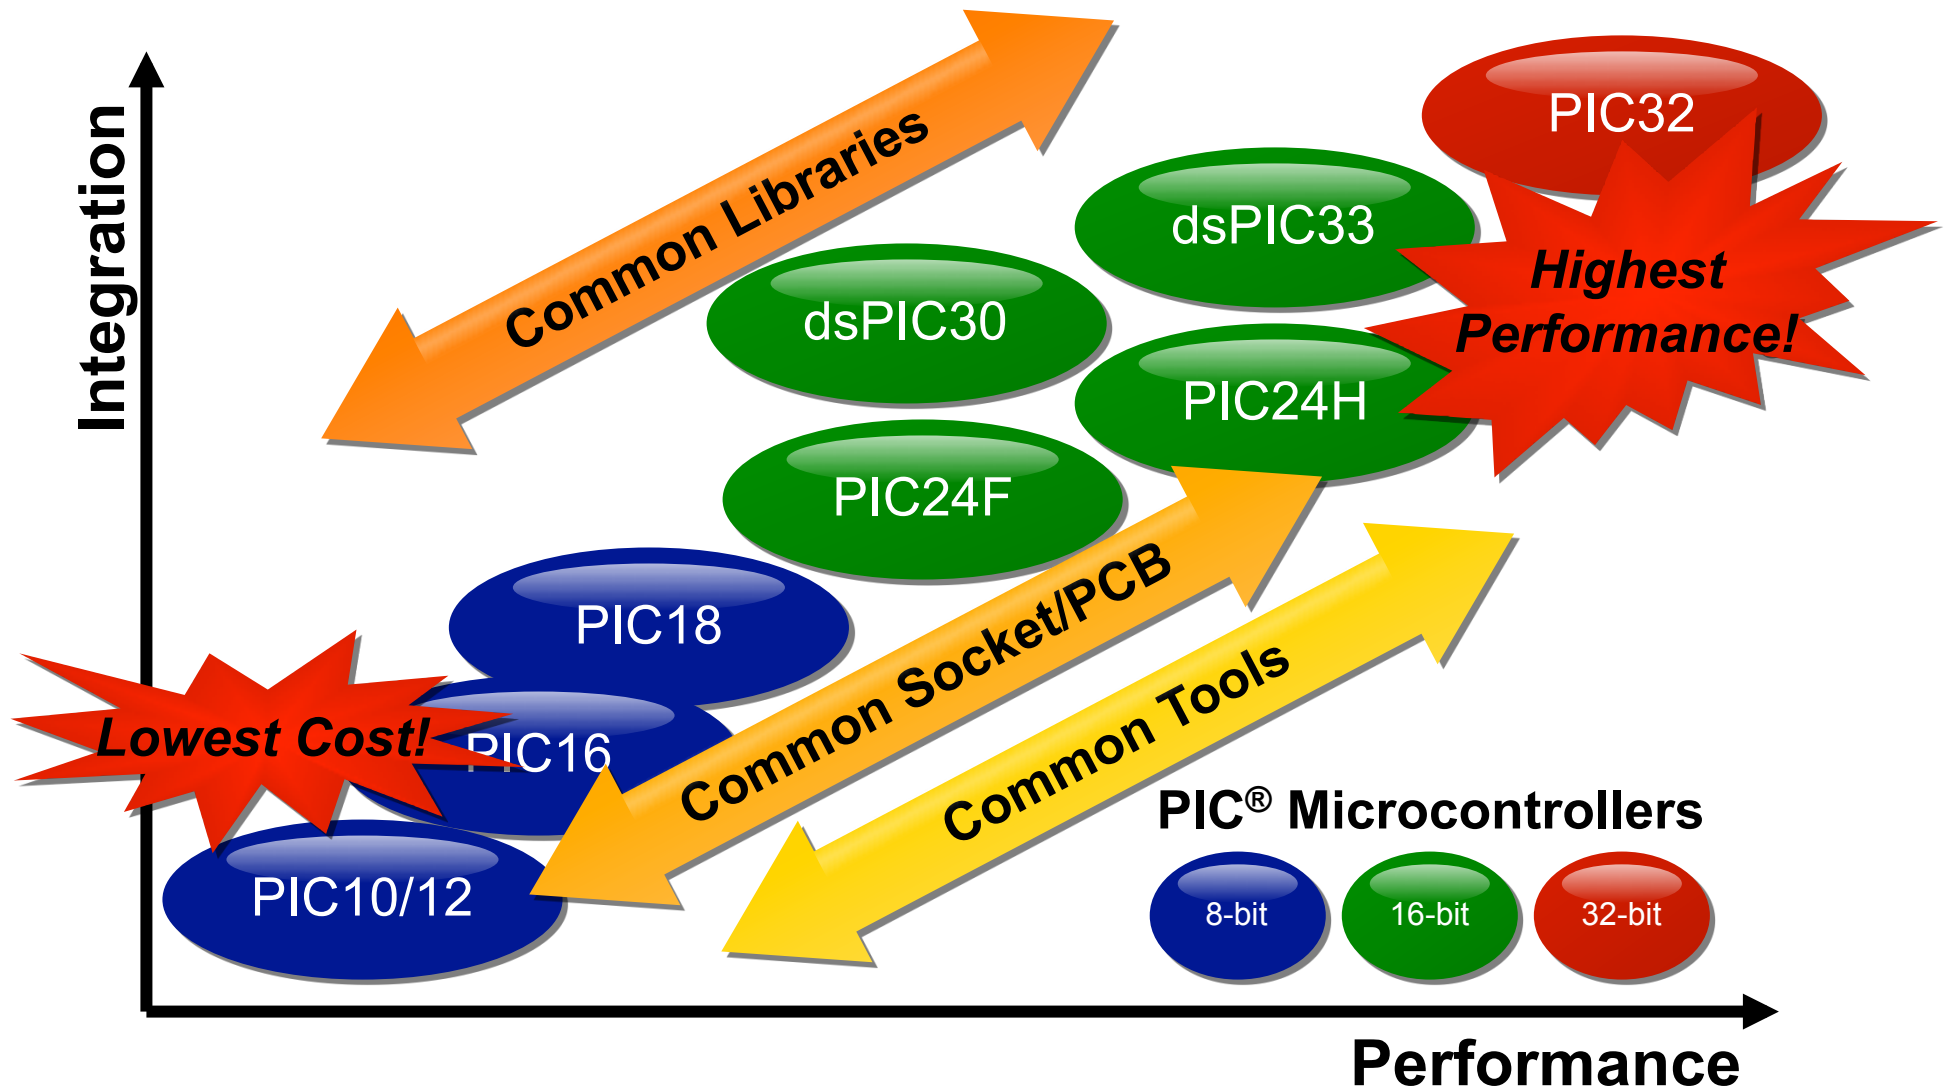 Integration
Common Libraries
PIC32
dsPIC33
Highest
Performance!
dsPIC30
PIC24H
PIC24F
PIC18
Common Socket/PCB
Common Tools
Lowest Cost!
PIC16
PIC10/12
PIC® Microcontrollers
8-bit
16-bit
32-bit
Performance